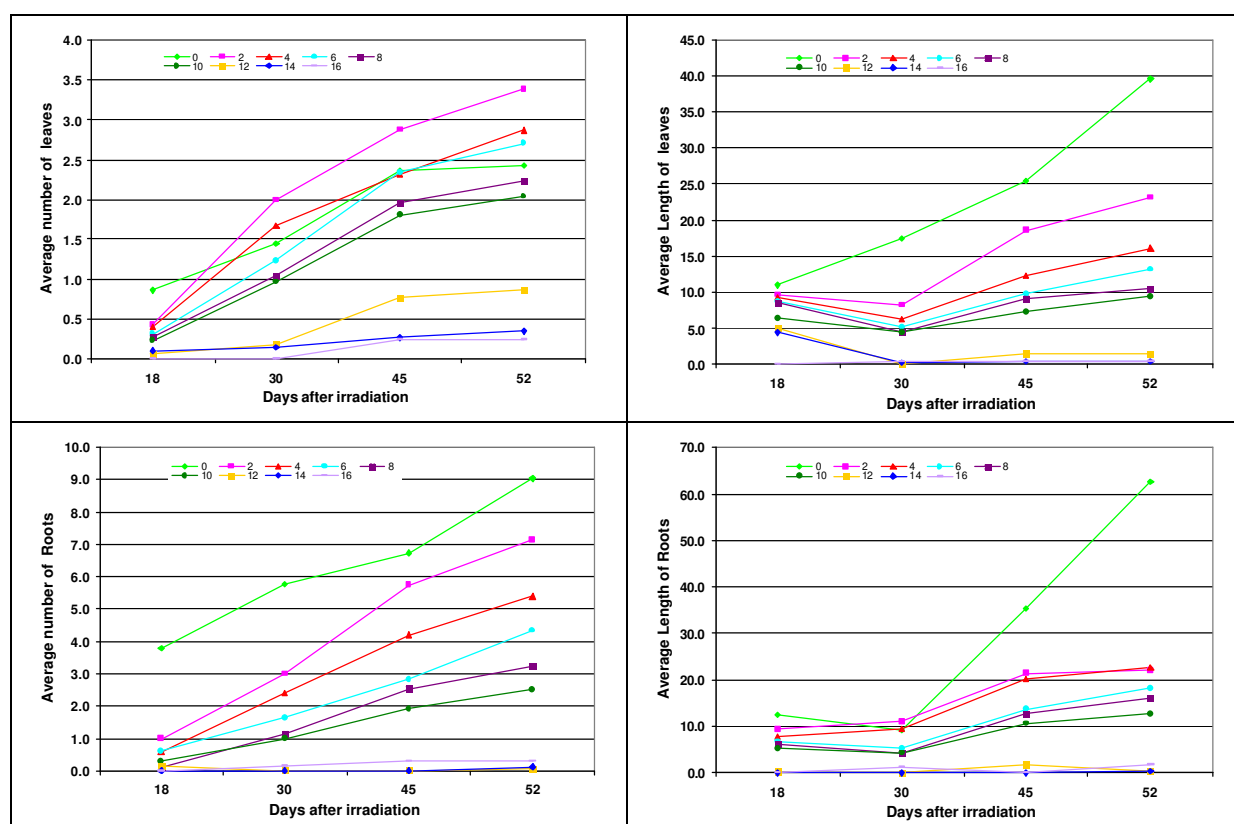 Average number of leaves
4.0
3.5
3.0
2.5
2.0
1.5
1.0
0.5
0.0
0 2 4 6 8
10 12 14 16
18 30 45 52
Days after irradiation
Average Length of leaves
45.0
40.0
35.0
30.0
25.0
20.0
15.0
10.0
5.0
0.0
0 2 4 6 8
10 12 14 16
18 30 45 52
Days after irradiation
Average number of Roots
10.0
9.0
8.0
7.0
6.0
5.0
4.0
3.0
2.0
1.0
0.0
0 2 4 6 8
10 12 14 16
18 30 45 52
Days after irradiation
Average Length of Roots
70.0
60.0
50.0
40.0
30.0
20.0
10.0
0.0
0 2 4 6 8
10 12 14 16
18 30 45 52
Days after irradiation